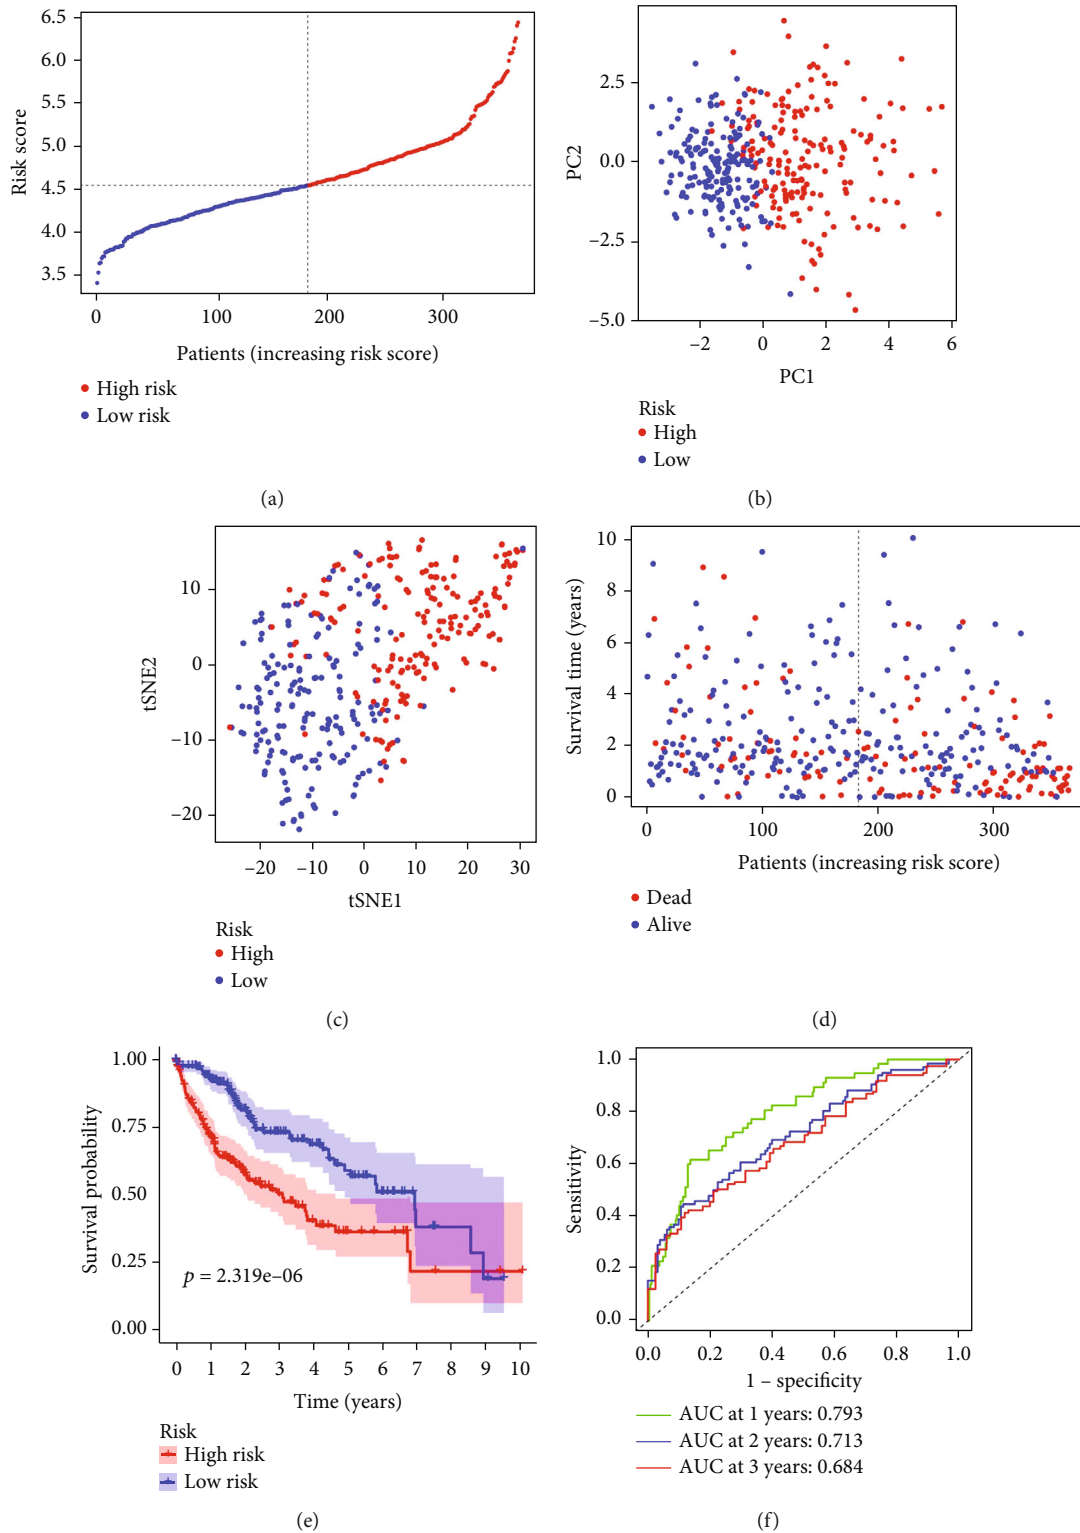 6.5
6.0
5.5
5.0
4.5
4.0
3.5
Risk score
0 100 200 300
Patients (increasing risk score)
High risk
Low risk
(a)
2.5
0.0
−2.5
−5.0
PC2
−2 0 2 4 6
PC1
Risk
High
Low
(b)
10
0
−10
−20
tSNE2
−20 −10 0 10 20 30
tSNE1
Risk
High
Low
(c)
10
8
6
4
2
0
Survival time (years)
0 100 200 300
Patients (increasing risk score)
Dead
Alive
(d)
1.00
0.75
0.50
0.25
0.00
Survival probability
p = 2.319e−06
0 1 2 3 4 5 6 7 8 9 10
Time (years)
Risk
High risk
Low risk
(e)
1.0
0.8
0.6
0.4
0.2
0.0
Sensitivity
0.0 0.2 0.4 0.6 0.8 1.0
1 − specificity
AUC at 1 years: 0.793
AUC at 2 years: 0.713
AUC at 3 years: 0.684
(f)